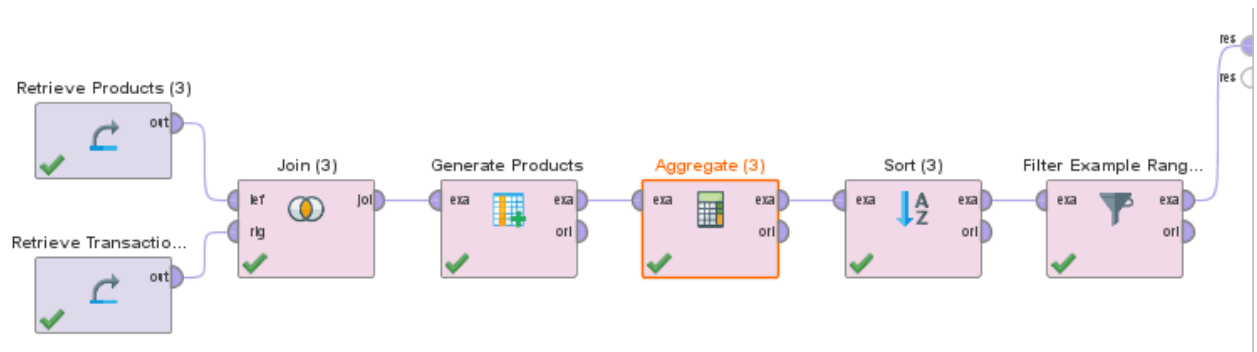 res
res
Retrieve Products (3)
out
Join (3)
Generate Products
Aggregate (3)
Sort (3)
Filter Example Rang...
lef
joi
exa
exa
exa
exa
exa
exa
exa
exa
rig
ori
ori
ori
ori
A
Z
Retrieve Transactio...
out